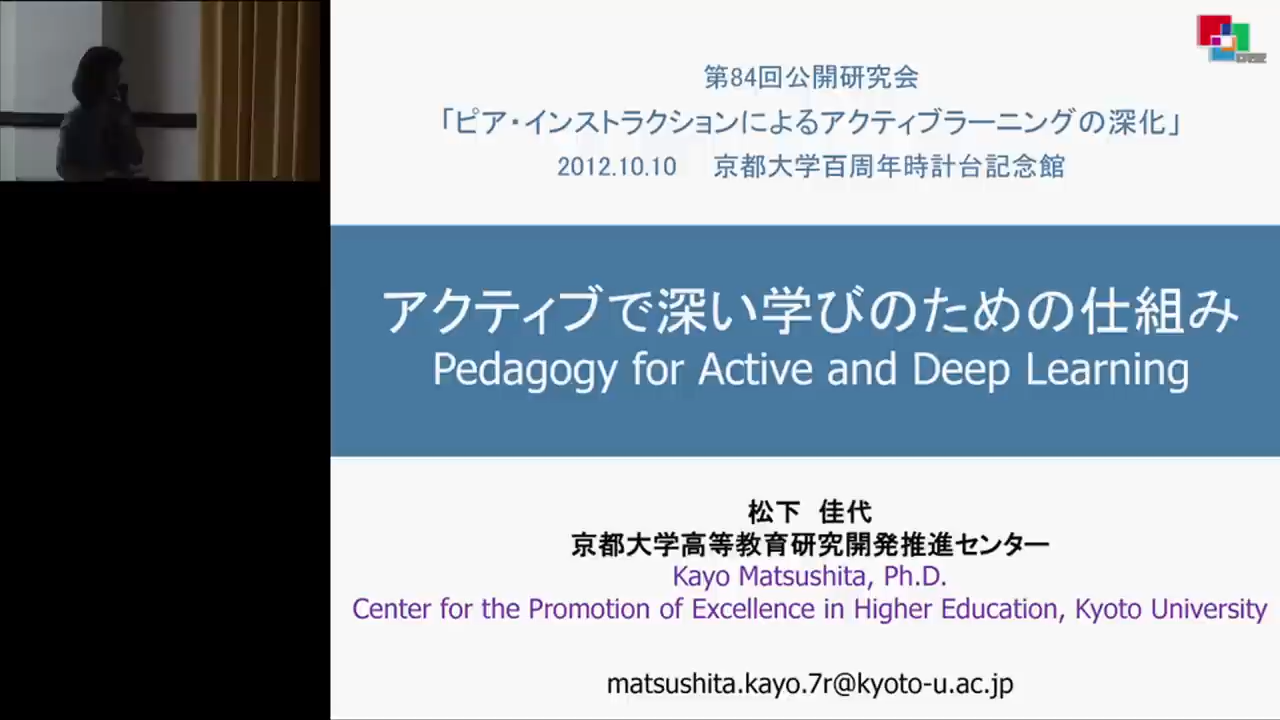 第84回公開研究会
「ピア・インストラクションによるアクティブラーニングの深化」
2012.10.10 京都大学百周年時計台記念館
アクティブで深い学びのための仕組み
Pedagogy for Active and Deep Learning
松下 佳代
京都大学高等教育研究開発推進センター
Kayo Matsushita, Ph.D.
Center for the Promotion of Excellence in Higher Education, Kyoto University
matsushita.kayo.7r@kyoto-u.ac.jp